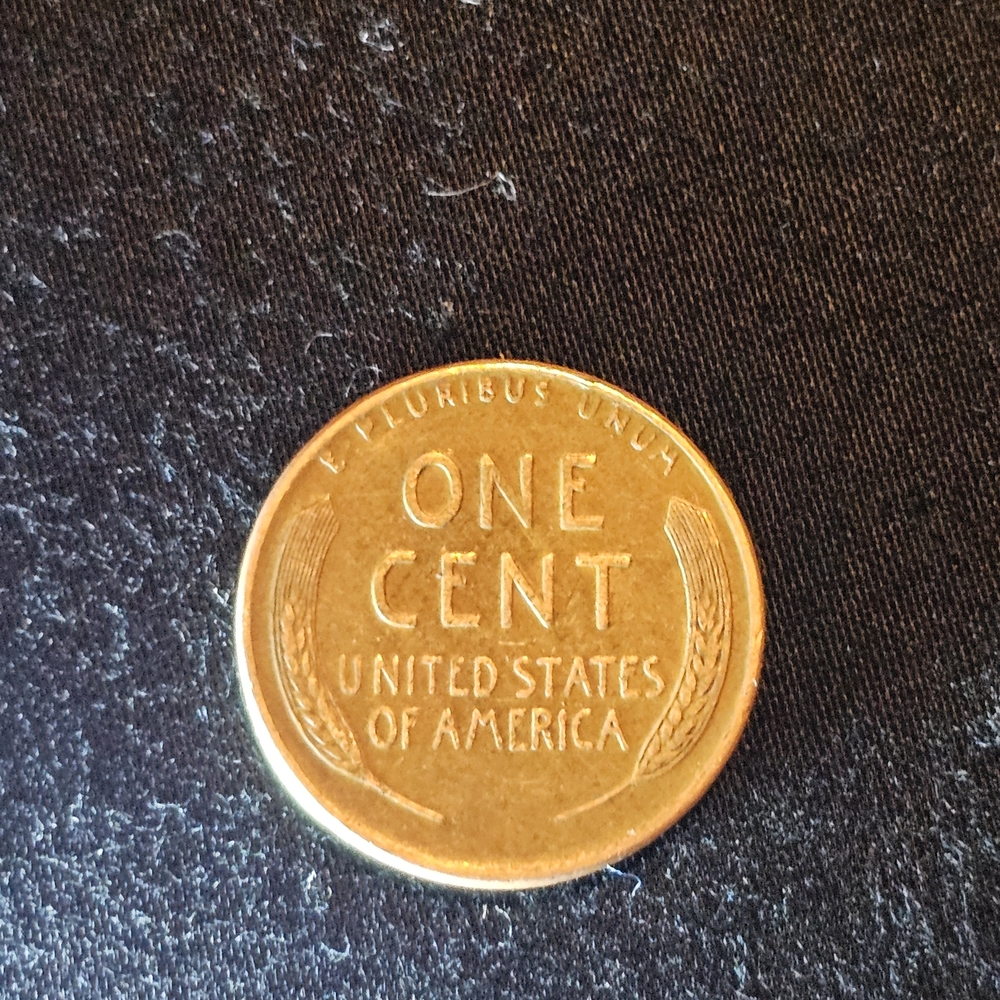 E PLURIBUS UNUM
ONE
CENT
UNITED STATES
OF AMERICA